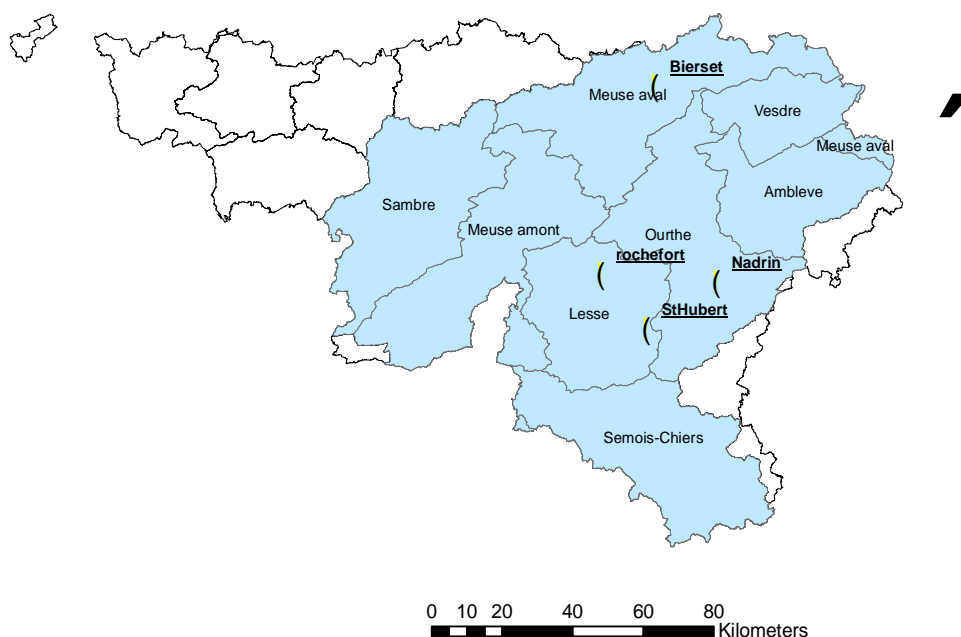 Bierset
Meuse aval
Vesdre
Meuse aval
Ambleve
Sambre
Meuse amont
Ourthe
rochefort
Nadrin
StHubert
Lesse
Semois-Chiers
0 10 20 40 60 80
Kilometers